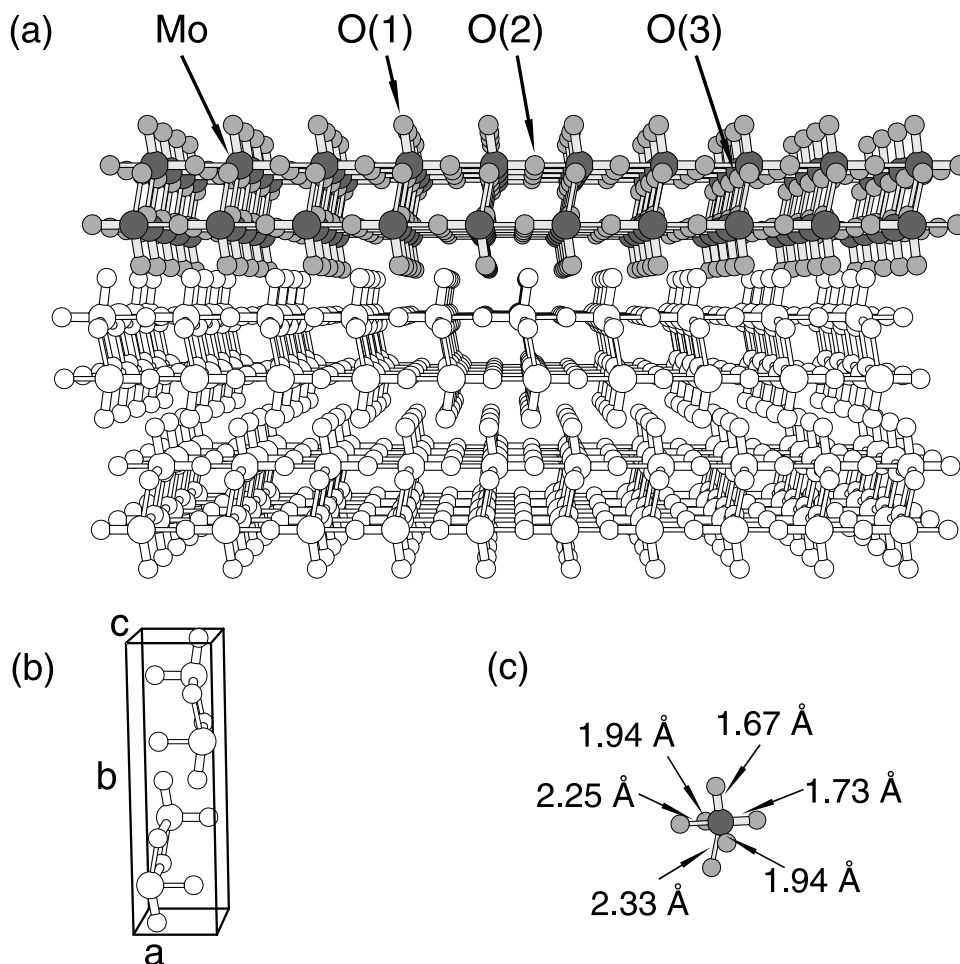 (a) Mo O(1) O(2) O(3)
(b)
c
b
a
(c)
1.94 Å 1.67 Å
2.25 Å 1.73 Å
2.33 Å 1.94 Å